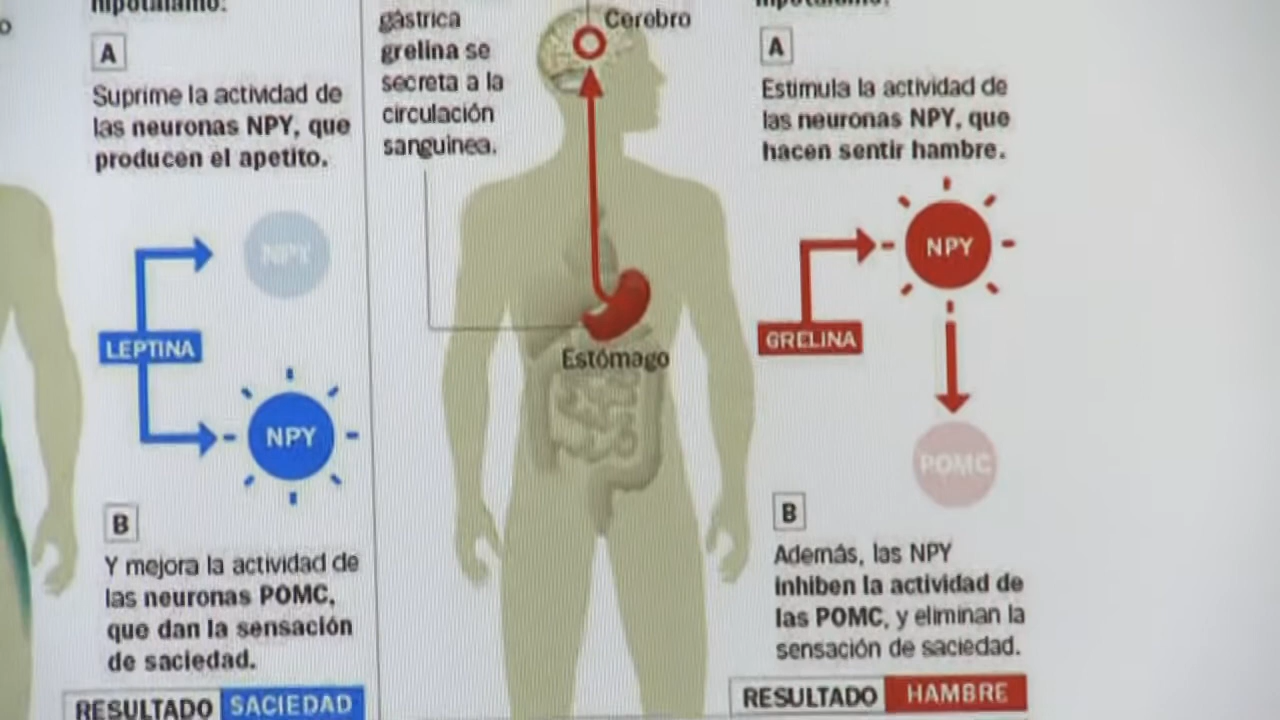 hipotálamo:
A
Suprime la actividad de
las neuronas NPY, que
producen el apetito.
NPY
LEPTINA
NPY
B
Y mejora la actividad de
las neuronas POMC,
que dan la sensación
de saciedad.
RESULTADO SACIEDAD
gástrica
grelina se
secreta a la
circulación
sanguínea.
Cerebro
Estómago
A
Estimula la actividad de
las neuronas NPY, que
hacen sentir hambre.
NPY
GRELINA
POMC
B
Además, las NPY
inhiben la actividad de
las POMC, y eliminan la
sensación de saciedad.
RESULTADO HAMBRE